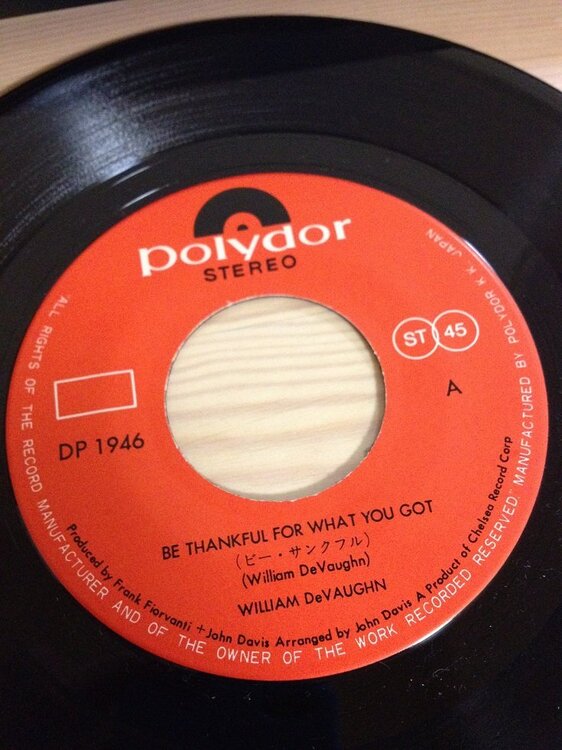 polydor
STEREO
ST 45
A
DP 1946
BE THANKFUL FOR WHAT YOU GOT
(ビー・サンクフル)
(William DeVaughn)
WILLIAM DeVAUGHN
Produced by Frank Fiorvanti + John Davis Arranged by John Davis A Product of Chelsea Record Corp
"ALL RIGHTS OF THE RECORD MANUFACTURER AND OF THE OWNER OF THE WORK RECORDED RESERVED" MANUFACTURED BY POLYDOR K.K. JAPAN